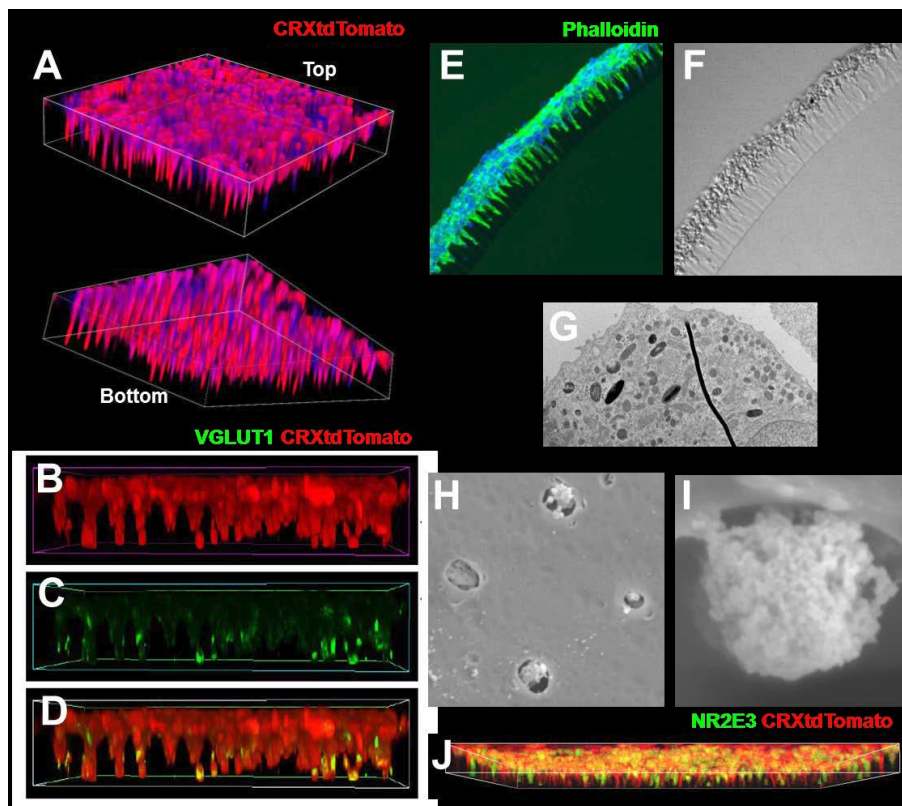 CRXtdTomato
A
Top
Bottom
VGLUT1 CRXtdTomato
B
C
D
Phalloidin
E
F
G
H
I
NR2E3 CRXtdTomato
J